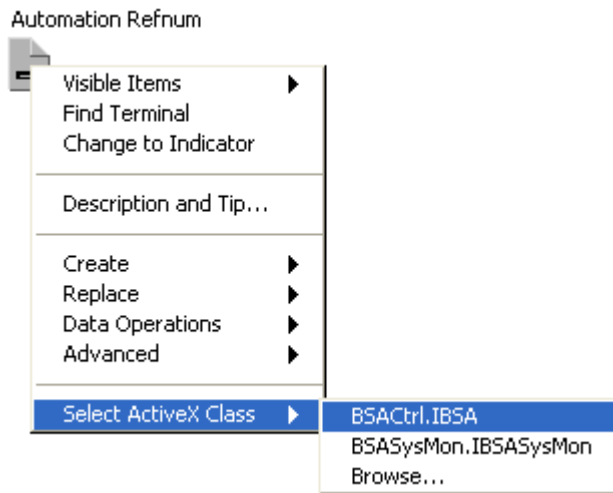 Automation Refnum
Visible Items
Find Terminal
Change to Indicator
Description and Tip...
Create
Replace
Data Operations
Advanced
Select ActiveX Class
BSACtrl.IBSA
BSASysMon.IBSASysMon
Browse...